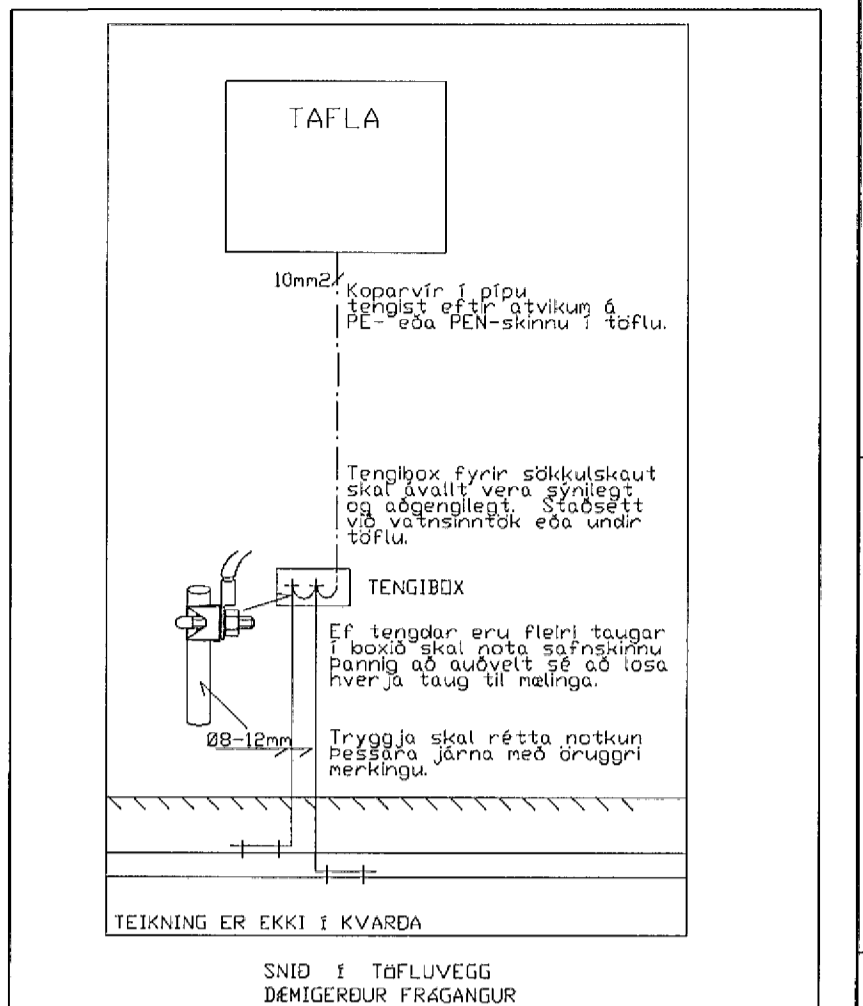 TAFLA
10mm2
Koparvír í pípu
tengist eftir atvikum á
PE- eða PEN-skinnu í töflu.
Tengibox fyrir sökkulskaut
skal ávallt vera sýnilegt
og aðgengilegt. Staðsett
við vatnsinntök eða undir
töflu.
TENGIBOX
Ef tengdar eru fleiri taugar
í boxið skal nota safnskinnu
Þannig að auðvelt sé að losa
hverja taug til mælinga.
Ø8-12mm
Tryggja skal rétta notkun
Þessara járna með öruggri
merkingu.
TEIKNING ER EKKI Í KVARÐA
SNIÐ Í TÖFLUVEGG
DÆMIGERÐUR FRÁGANGUR